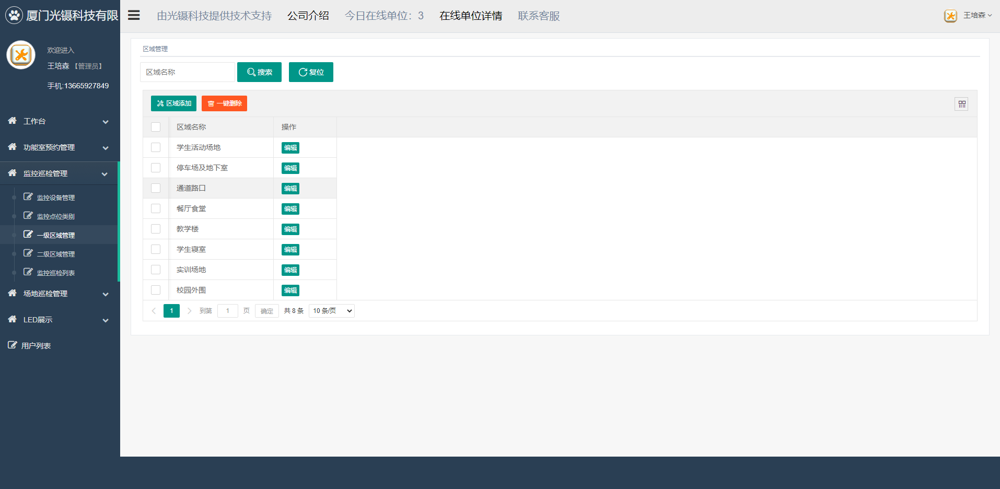 厦门光镊科技有限
由光镊科技提供技术支持
公司介绍
今日在线单位：3
在线单位详情
联系客服
王培森
欢迎进入
王培森 【管理员】
手机:13665927849
工作台
功能室预约管理
监控巡检管理
监控设备管理
监控点位类别
一级区域管理
二级区域管理
监控巡检列表
场地巡检管理
LED展示
用户列表
区域管理
区域名称
搜索
复位
区域添加
一键删除
区域名称 操作
学生活动场地 编辑
停车场及地下室 编辑
通道路口 编辑
餐厅食堂 编辑
教学楼 编辑
学生寝室 编辑
实训场地 编辑
校园外围 编辑
1 到第 1 页 确定 共 8 条 10 条/页